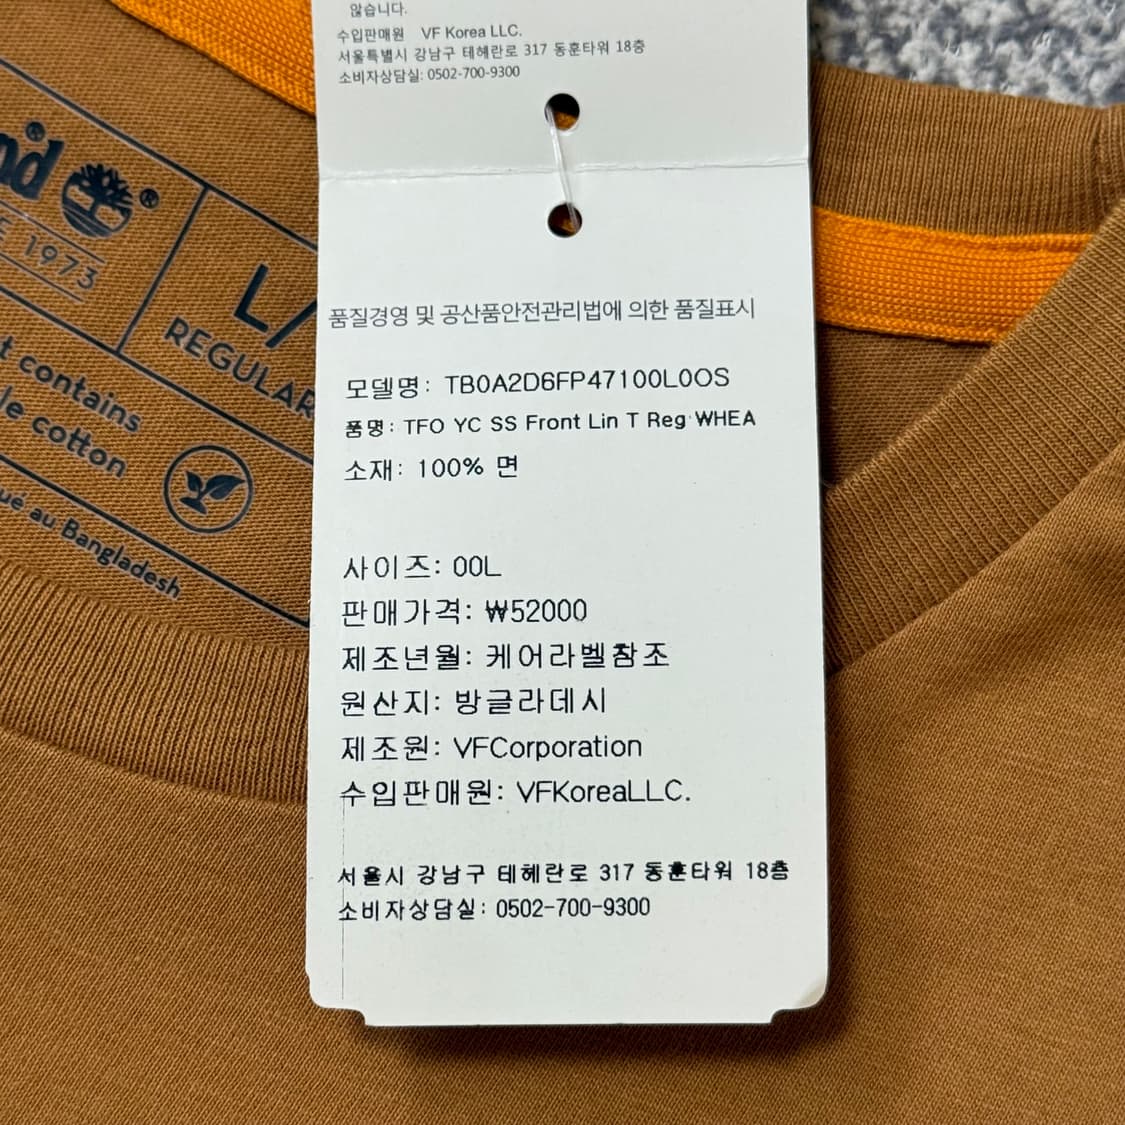 않습니다.
수입판매원 VF Korea LLC.
서울특별시 강남구 테헤란로 317 동훈타워 18층
소비자상담실: 0502-700-9300
품질경영 및 공산품안전관리법에 의한 품질표시
모델명: TB0A2D6FP47100L0OS
품명: TFO YC SS Front Lin T Reg WHEA
소재: 100% 면
사이즈: 00L
판매가격: ₩52000
제조년월: 케어라벨참조
원산지: 방글라데시
제조원: VFCorporation
수입판매원: VFKoreaLLC.
서울시 강남구 테헤란로 317 동훈타워 18층
소비자상담실: 0502-700-9300
nd® ®
E 1973
L/
REGULAR
t contains
le cotton
ué au Bangladesh